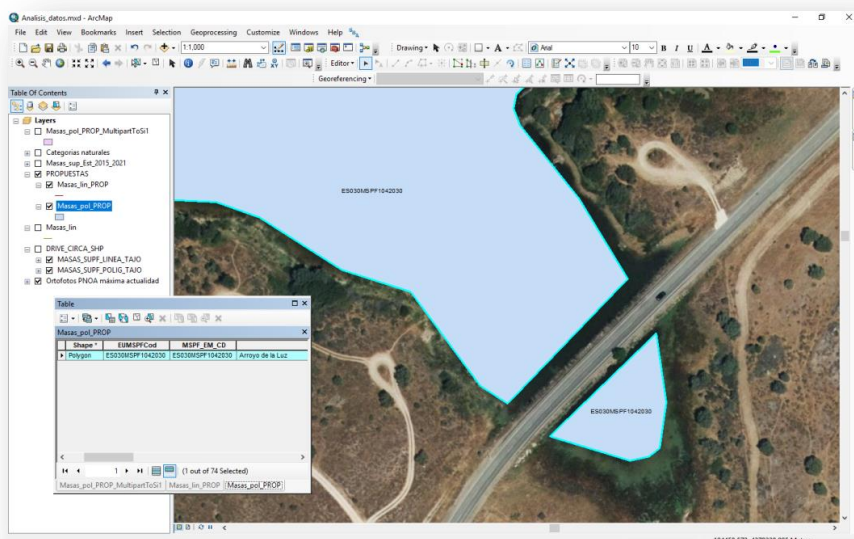 Analisis_datos.mxd - ArcMap
File Edit View Bookmarks Insert Selection Geoprocessing Customize Windows Help
1:1,000 Drawing Arial 10 B I U A
Editor
Georeferencing
Table Of Contents
Layers
Masas_pol_PROP_MultipartToSi1
Categorias naturales
Masas_sup_Est_2015_2021
PROPUESTAS
Masas_lin_PROP
Masas_pol_PROP
Masas_lin
DRIVE_CIRCA_SHP
MASAS_SUPF_LINEA_TAJO
MASAS_SUPF_POLIG_TAJO
Ortofotos PNOA máxima actualidad
ES030MSPF1042030
ES030MSPF1042030
Table
Masas_pol_PROP
Shape * EUMSPFCod MSPF_EM_CD
Polygon ES030MSPF1042030 ES030MSPF1042030 Arroyo de la Luz
1 (1 out of 74 Selected)
Masas_pol_PROP_MultipartToSi1 Masas_lin_PROP Masas_pol_PROP